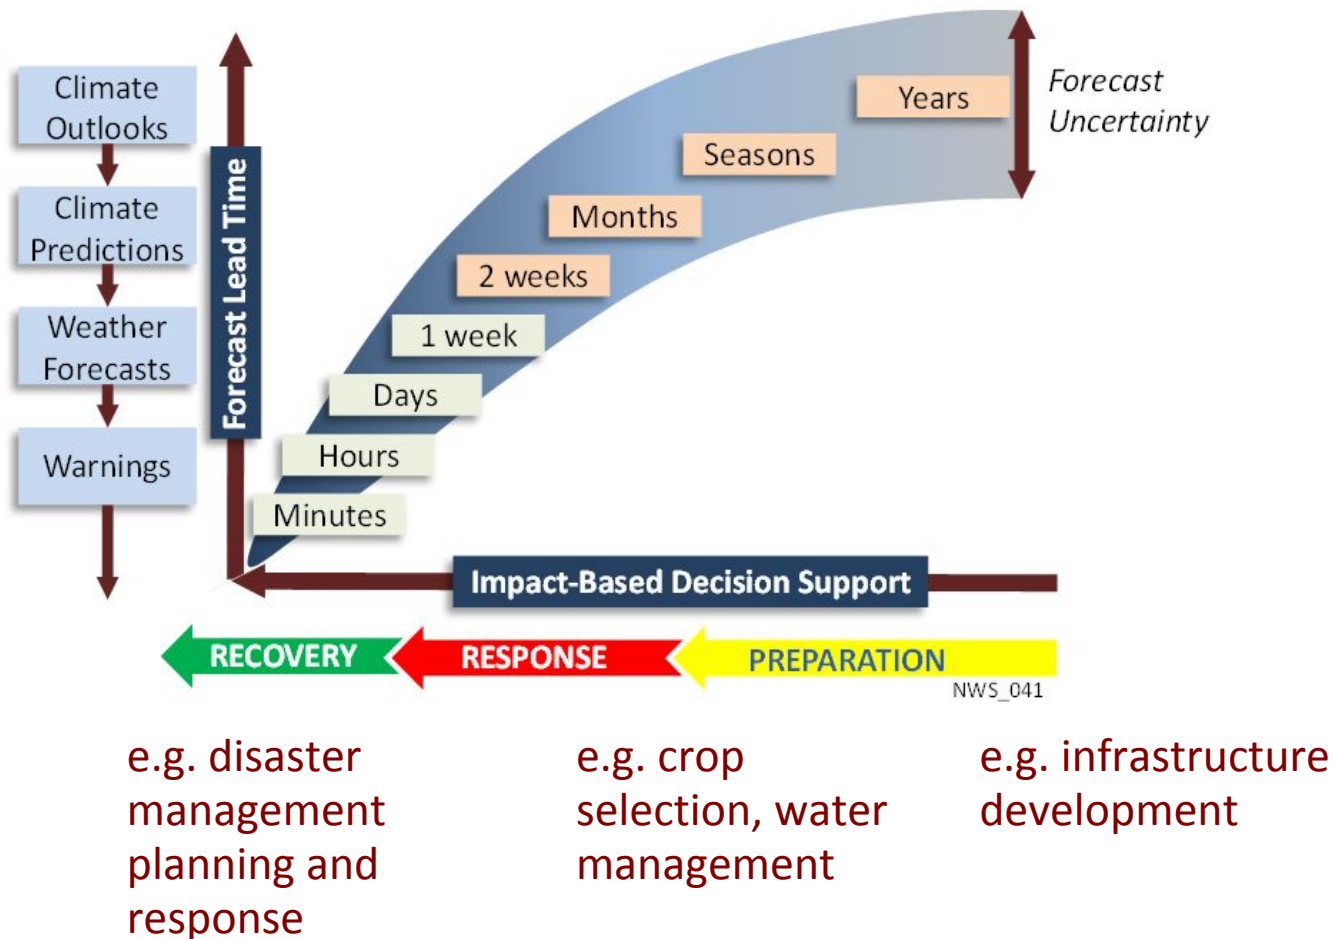 Climate
Outlooks
Climate
Predictions
Weather
Forecasts
Warnings
Forecast Lead Time
Years
Seasons
Months
2 weeks
1 week
Days
Hours
Minutes
Forecast
Uncertainty
Impact-Based Decision Support
RECOVERY
RESPONSE
PREPARATION
NWS_041
e.g. disaster
management
planning and
response
e.g. crop
selection, water
management
e.g. infrastructure
development